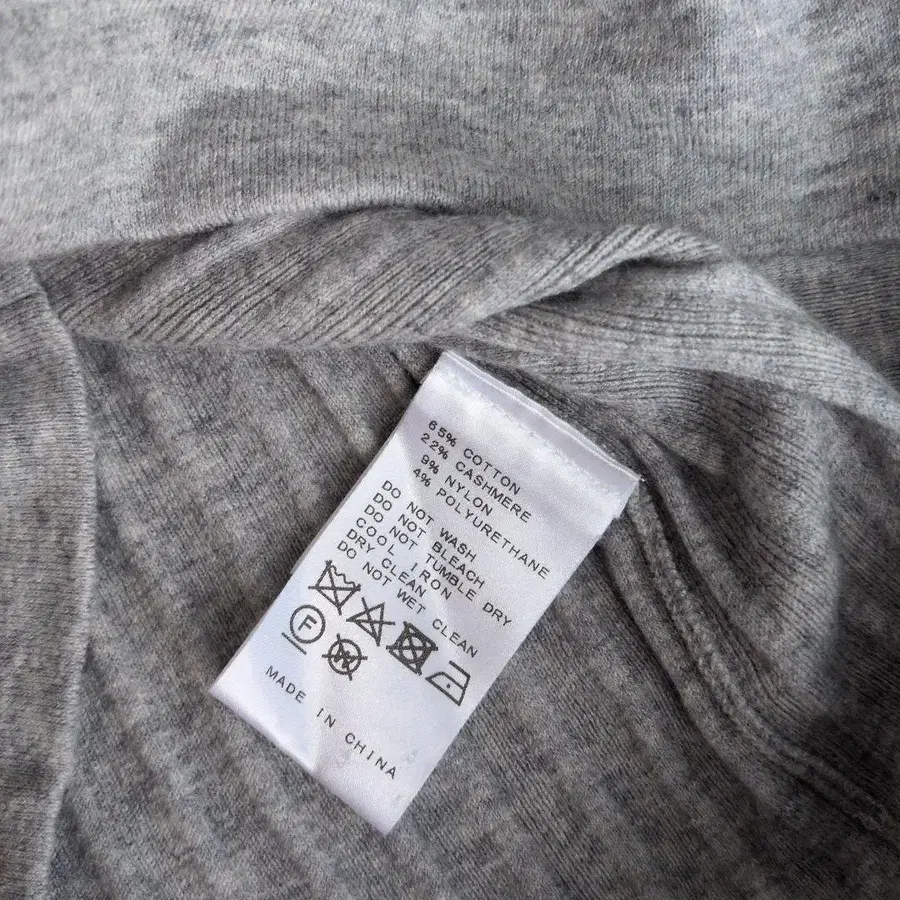 65% COTTON
22% CASHMERE
9% NYLON
4% POLYURETHANE
DO NOT WASH
DO NOT BLEACH
DO NOT TUMBLE DRY
COOL IRON
DRY CLEAN
DO NOT WET CLEAN
F
W
MADE IN CHINA